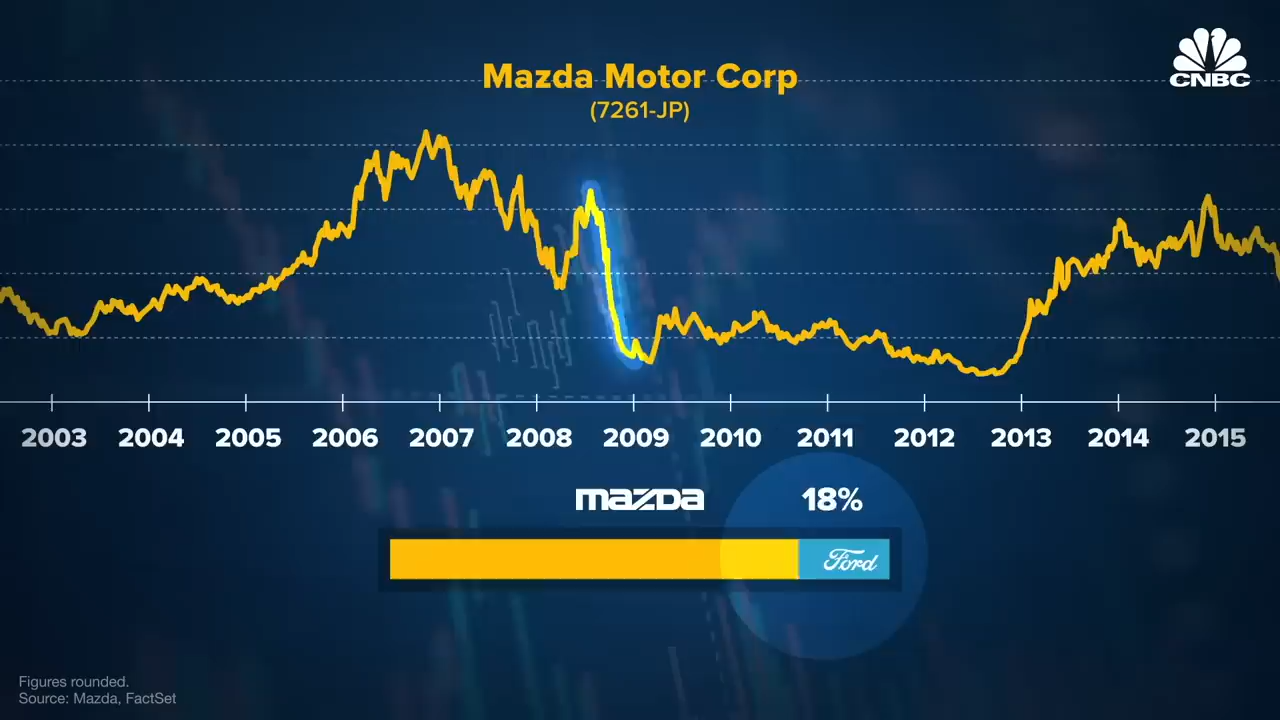 CNBC
Mazda Motor Corp
(7261-JP)
2003 2004 2005 2006 2007 2008 2009 2010 2011 2012 2013 2014 2015
mazda 18%
Ford
Figures rounded.
Source: Mazda, FactSet